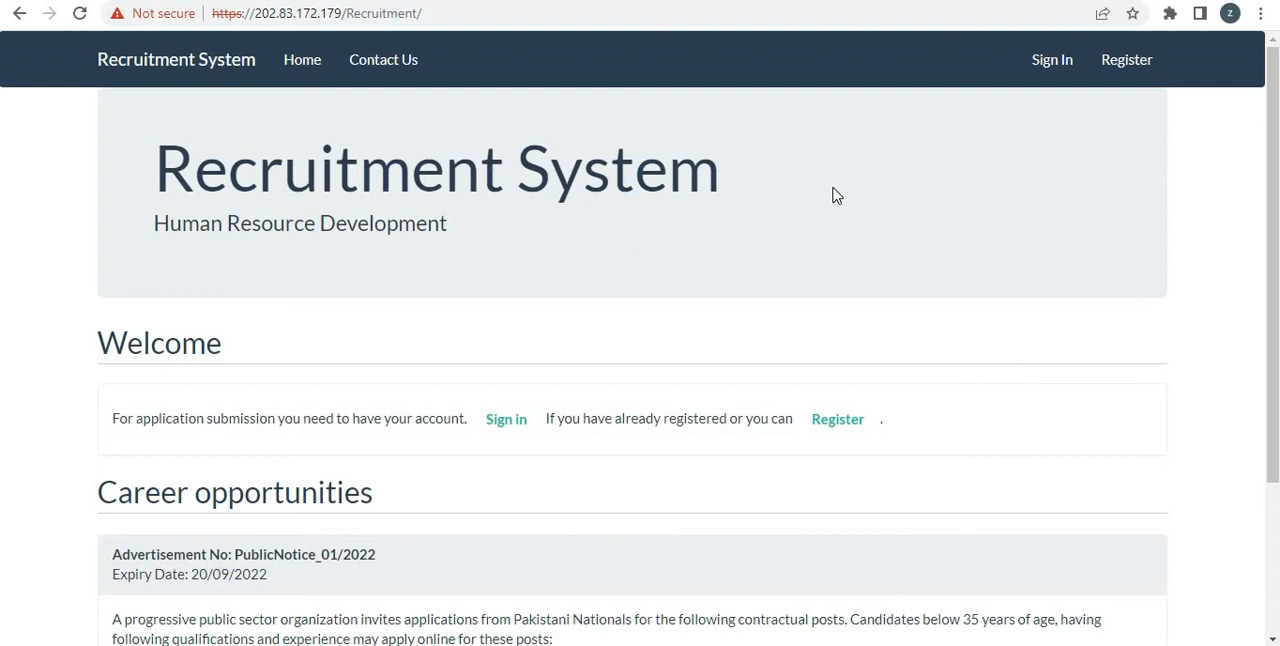 Not secure https://202.83.172.179/Recruitment/ z
Recruitment System Home Contact Us Sign In Register
Recruitment System
Human Resource Development
Welcome
For application submission you need to have your account. Sign in If you have already registered or you can Register .
Career opportunities
Advertisement No: PublicNotice_01/2022
Expiry Date: 20/09/2022
A progressive public sector organization invites applications from Pakistani Nationals for the following contractual posts. Candidates below 35 years of age, having
following qualifications and experience may apply online for these posts: